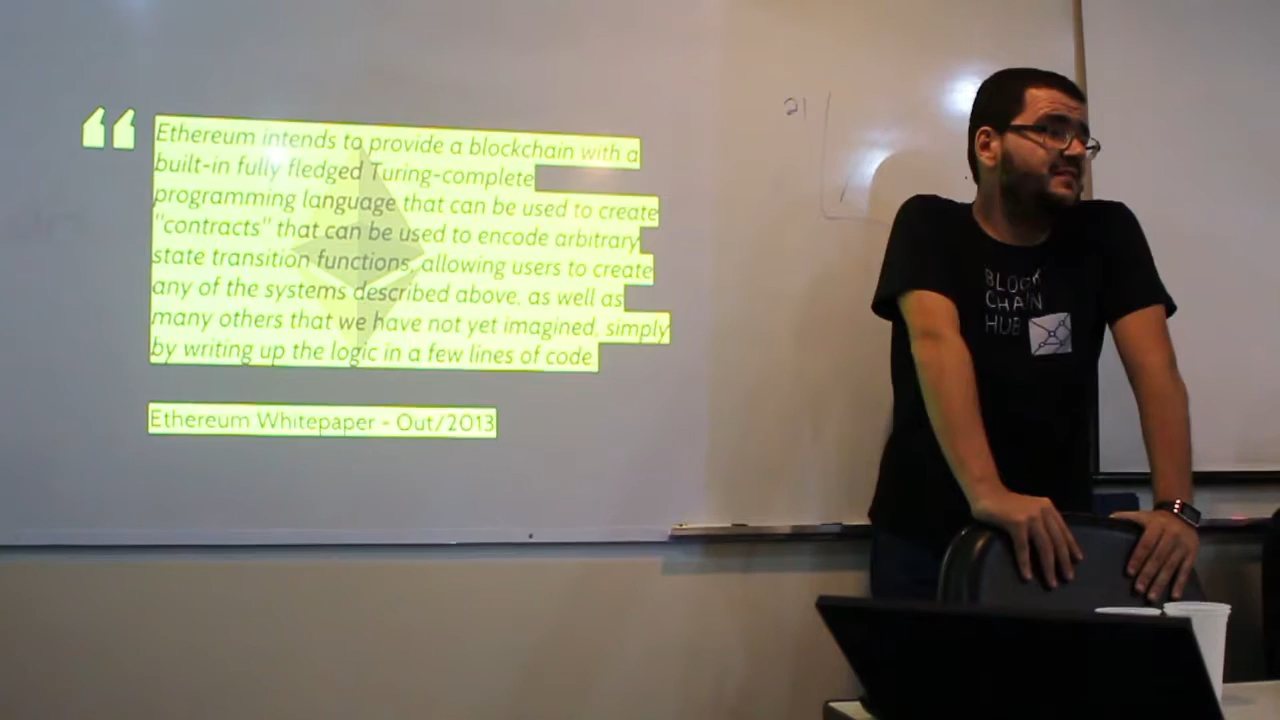 “
Ethereum intends to provide a blockchain with a
built-in fully fledged Turing-complete
programming language that can be used to create
"contracts" that can be used to encode arbitrary
state transition functions, allowing users to create
any of the systems described above, as well as
many others that we have not yet imagined, simply
by writing up the logic in a few lines of code
Ethereum Whitepaper - Out/2013
21
BLOCK
CHAIN
HUB